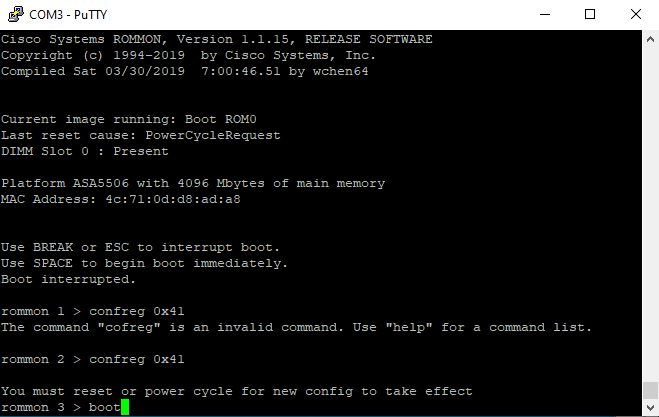 COM3 - PuTTY
Cisco Systems ROMMON, Version 1.1.15, RELEASE SOFTWARE
Copyright (c) 1994-2019  by Cisco Systems, Inc.
Compiled Sat 03/30/2019  7:00:46.51 by wchen64
Current image running: Boot ROM0
Last reset cause: PowerCycleRequest
DIMM Slot 0 : Present
Platform ASA5506 with 4096 Mbytes of main memory
MAC Address: 4c:71:0d:d8:ad:a8
Use BREAK or ESC to interrupt boot.
Use SPACE to begin boot immediately.
Boot interrupted.
rommon 1 > confreg 0x41
The command "cofreg" is an invalid command. Use "help" for a command list.
rommon 2 > confreg 0x41
You must reset or power cycle for new config to take effect
rommon 3 > boot